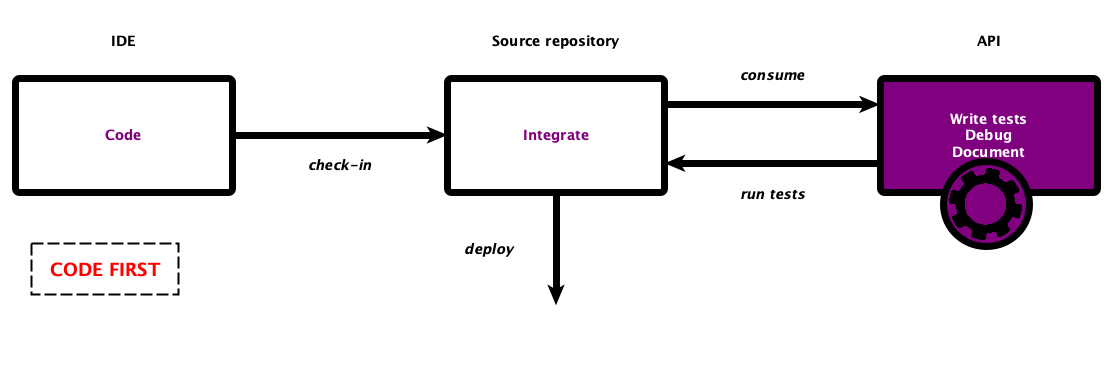 IDE
Source repository
API
consume
Code
Integrate
Write tests
Debug
Document
check-in
run tests
deploy
CODE FIRST